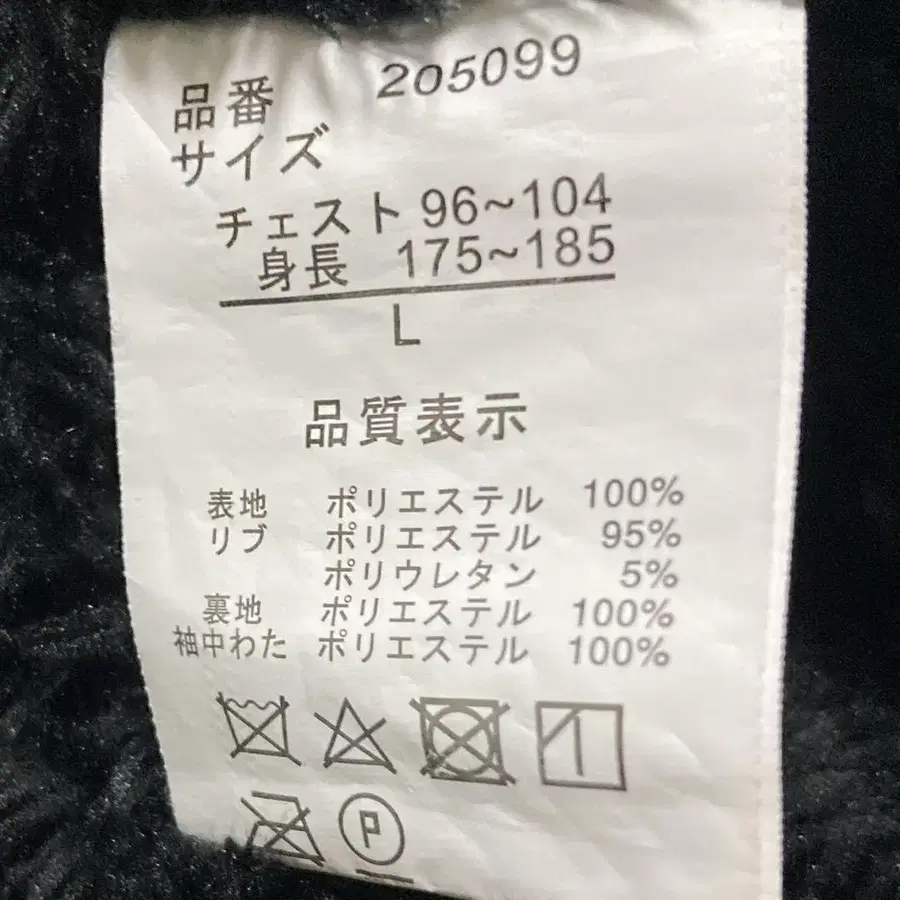 品番 205099
サイズ
チェスト 96~104
身長 175~185
L
品質表示
表地 ポリエステル 100%
リブ ポリエステル 95%
ポリウレタン 5%
裏地 ポリエステル 100%
袖中わた ポリエステル 100%
P